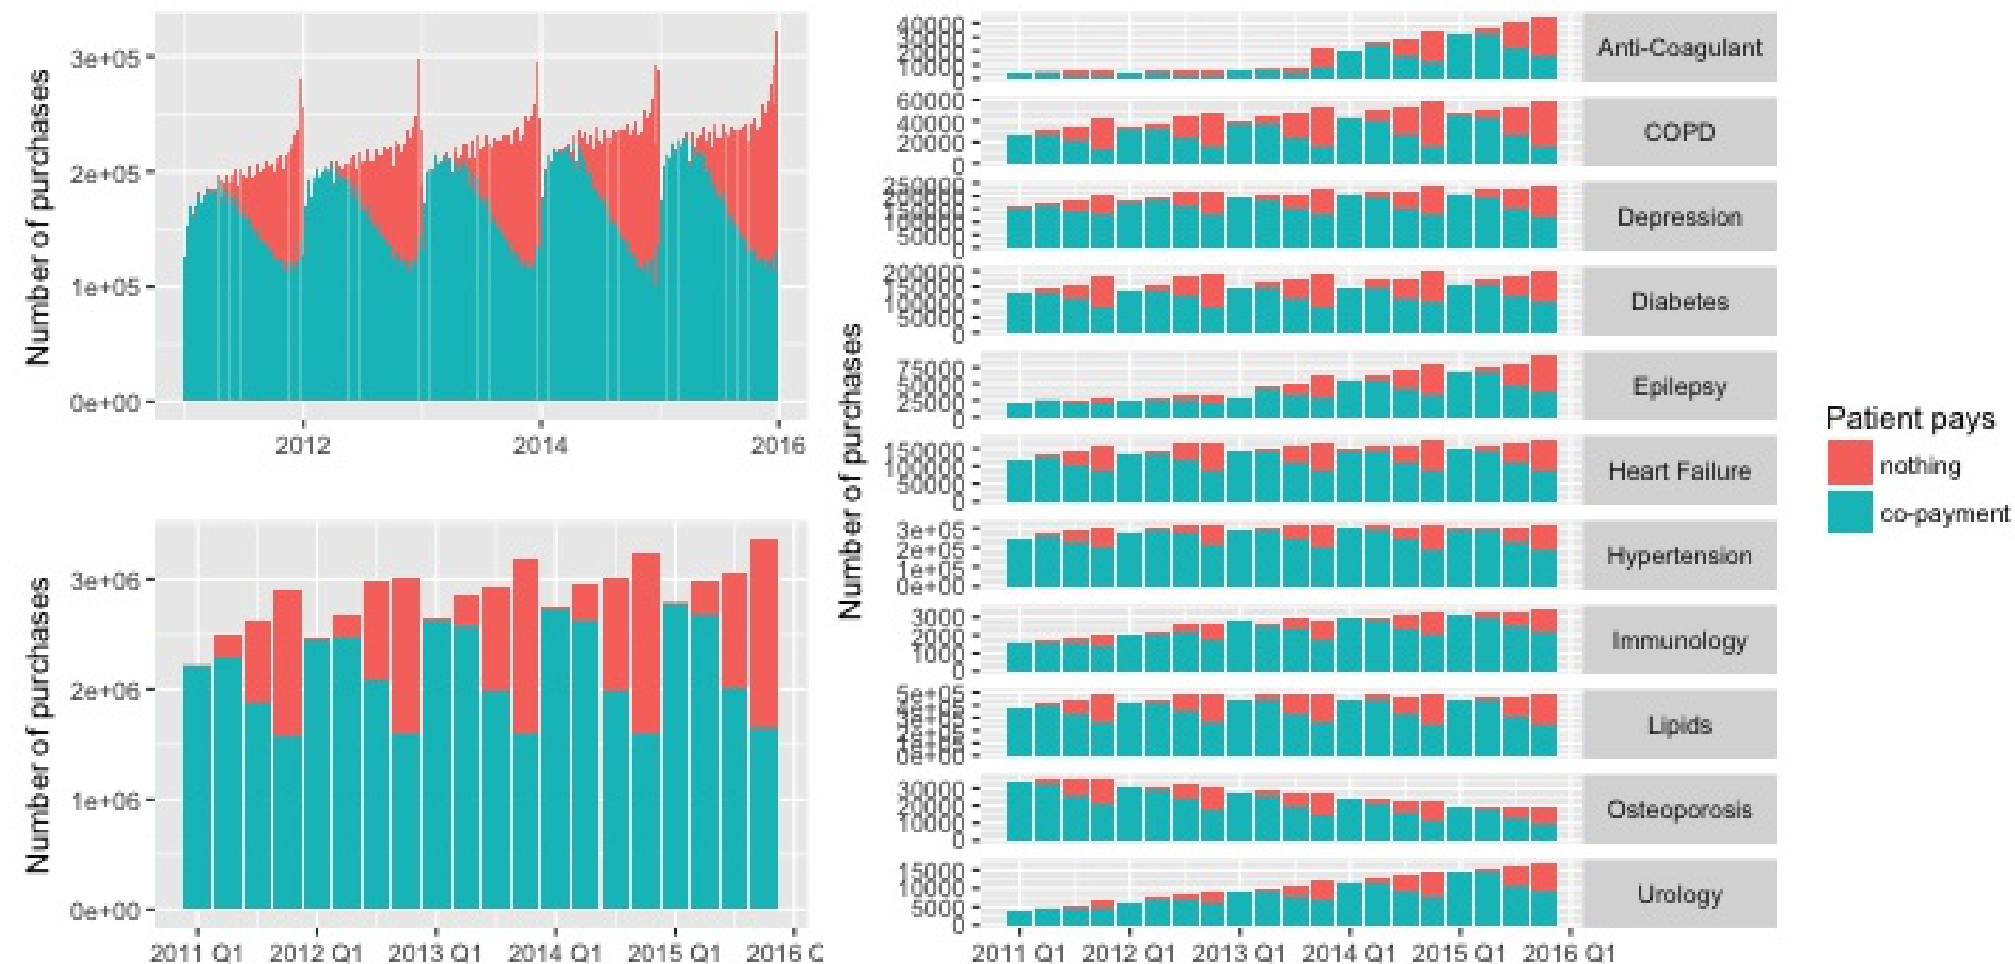 Number of purchases
3e+05
2e+05
1e+05
0e+00
2012
2014
2016
Number of purchases
3e+06
2e+06
1e+06
0e+00
2011 Q1
2012 Q1
2013 Q1
2014 Q1
2015 Q1
2016 Q
Number of purchases
40000
10000
0
Anti-Coagulant
60000
40000
20000
0
COPD
250000
50000
0
Depression
200000
150000
100000
50000
0
Diabetes
75000
50000
25000
0
Epilepsy
150000
100000
50000
0
Heart Failure
3e+05
2e+05
1e+05
0e+00
Hypertension
3000
2000
1000
0
Immunology
5e+05
0e+00
Lipids
30000
20000
10000
0
Osteoporosis
15000
10000
5000
0
Urology
2011 Q1
2012 Q1
2013 Q1
2014 Q1
2015 Q1
2016 Q1
Patient pays
nothing
co-payment